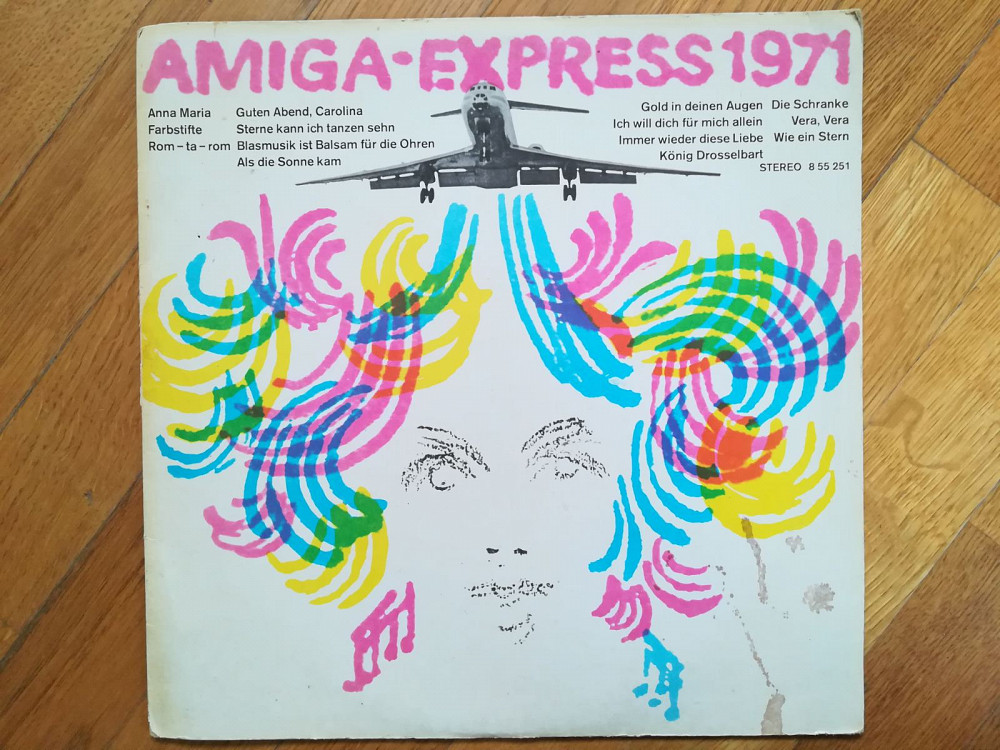 AMIGA-EXPRESS 1971
Anna Maria
Farbstifte
Rom – ta – rom
Guten Abend, Carolina
Sterne kann ich tanzen sehn
Blasmusik ist Balsam für die Ohren
Als die Sonne kam
Gold in deinen Augen
Ich will dich für mich allein
Immer wieder diese Liebe
König Drosselbart
Die Schranke
Vera, Vera
Wie ein Stern
STEREO 8 55 251